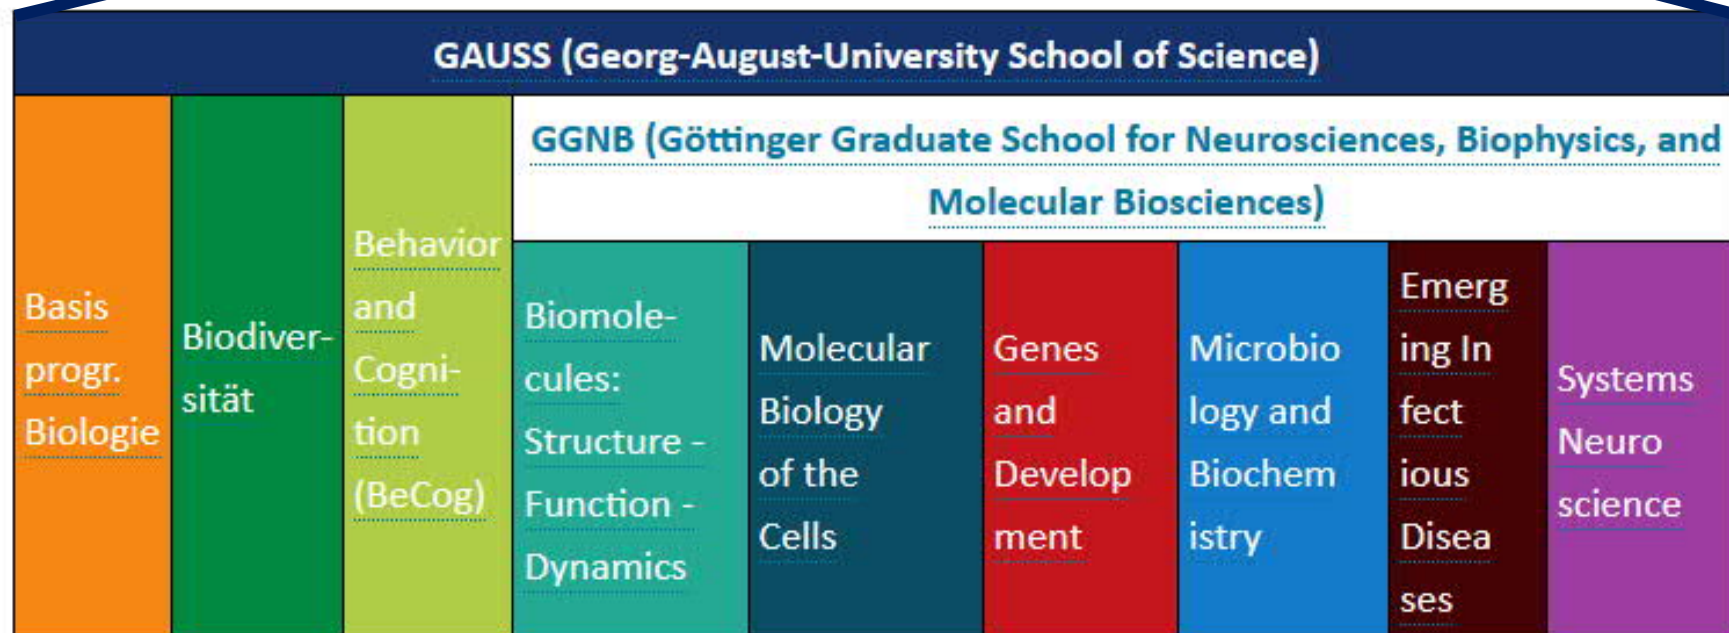 GAUSS (Georg-August-University School of Science)
GGNB (Göttinger Graduate School for Neurosciences, Biophysics, and
Molecular Biosciences)
Basis
progr.
Biologie
Biodiver-
sität
Behavior
and
Cogni-
tion
(BeCog)
Biomole-
cules:
Structure -
Function -
Dynamics
Molecular
Biology
of the
Cells
Genes
and
Develop
ment
Microbio
logy and
Biochem
istry
Emerg
ing In
fect
ious
Disea
ses
Systems
Neuro
science